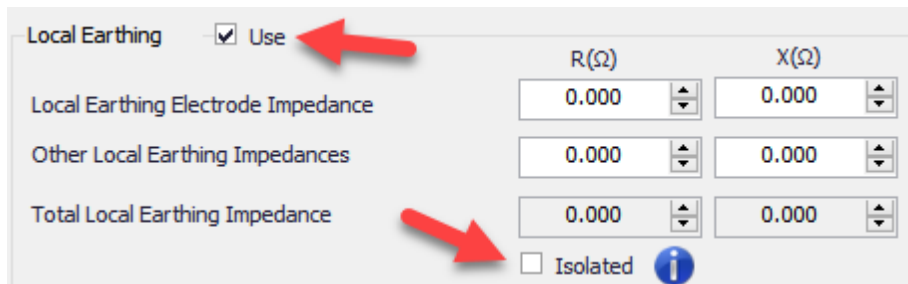 Local Earthing Use
R(Ω) X(Ω)
Local Earthing Electrode Impedance 0.000 0.000
Other Local Earthing Impedances 0.000 0.000
Total Local Earthing Impedance 0.000 0.000
Isolated i